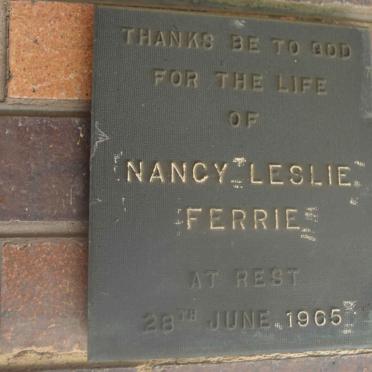 THANKS BE TO GOD
FOR THE LIFE
OF
NANCY LESLIE
FERRIE
AT REST
28TH JUNE 1965